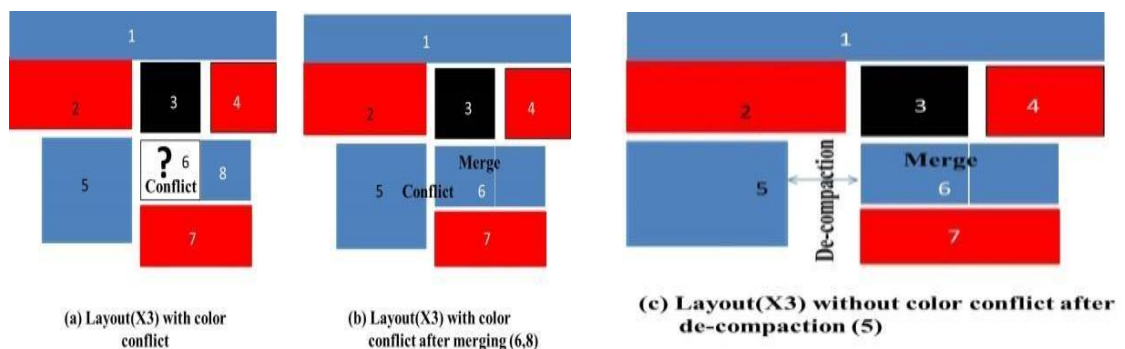 1
2
3
4
5
? 6
Conflict
8
7
(a) Layout(X3) with color
conflict
1
2
3
4
Merge
5 Conflict 6
7
(b) Layout(X3) with color
conflict after merging (6,8)
1
2
3
4
Merge
5
De-compaction
6
7
(c) Layout(X3) without color conflict after
de-compaction (5)